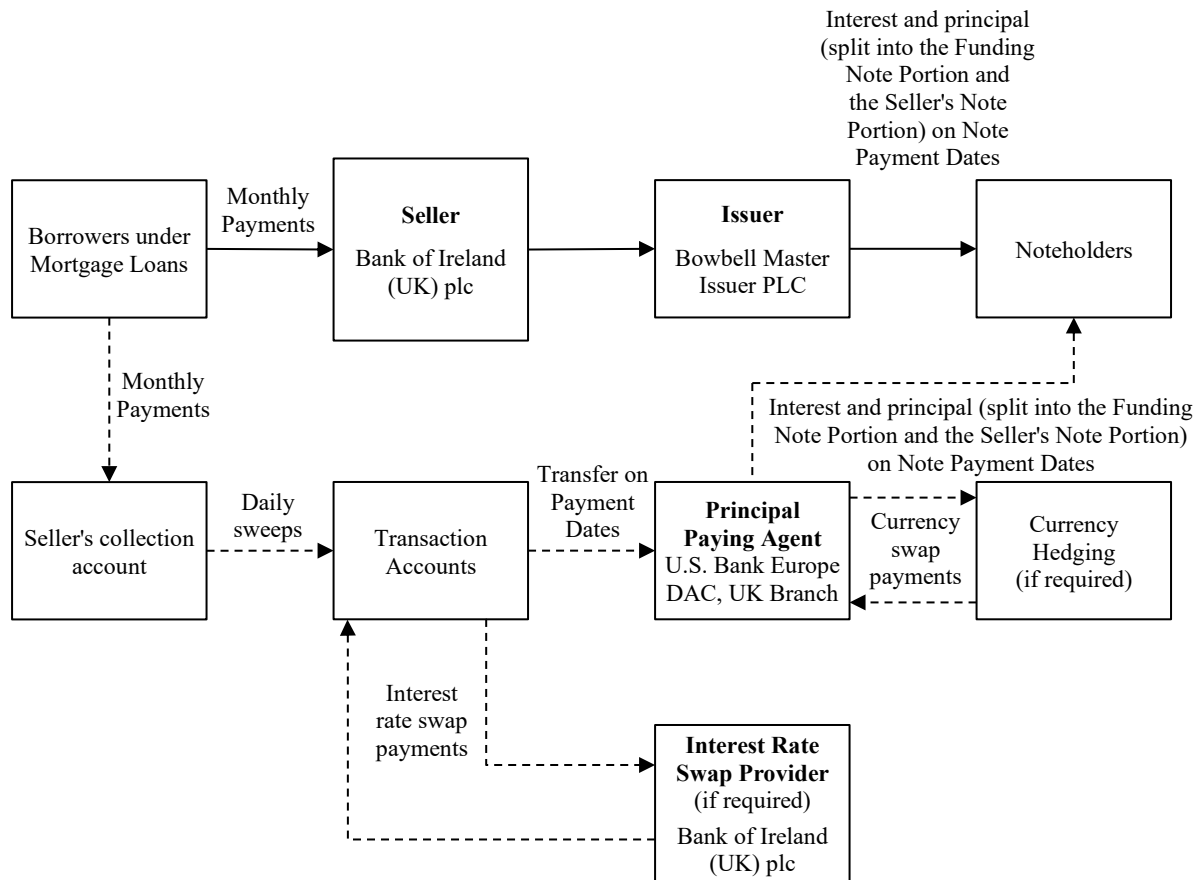 Interest and principal
(split into the Funding
Note Portion and
the Seller's Note
Portion) on Note
Payment Dates
Borrowers under
Mortgage Loans
Monthly
Payments
Seller
Bank of Ireland
(UK) plc
Issuer
Bowbell Master
Issuer PLC
Noteholders
Monthly
Payments
Interest and principal (split into the Funding
Note Portion and the Seller's Note Portion)
on Note Payment Dates
Seller's collection
account
Daily
sweeps
Transaction
Accounts
Transfer on
Payment
Dates
Principal
Paying Agent
U.S. Bank Europe
DAC, UK Branch
Currency
swap
payments
Currency
Hedging
(if required)
Interest
rate swap
payments
Interest Rate
Swap Provider
(if required)
Bank of Ireland
(UK) plc